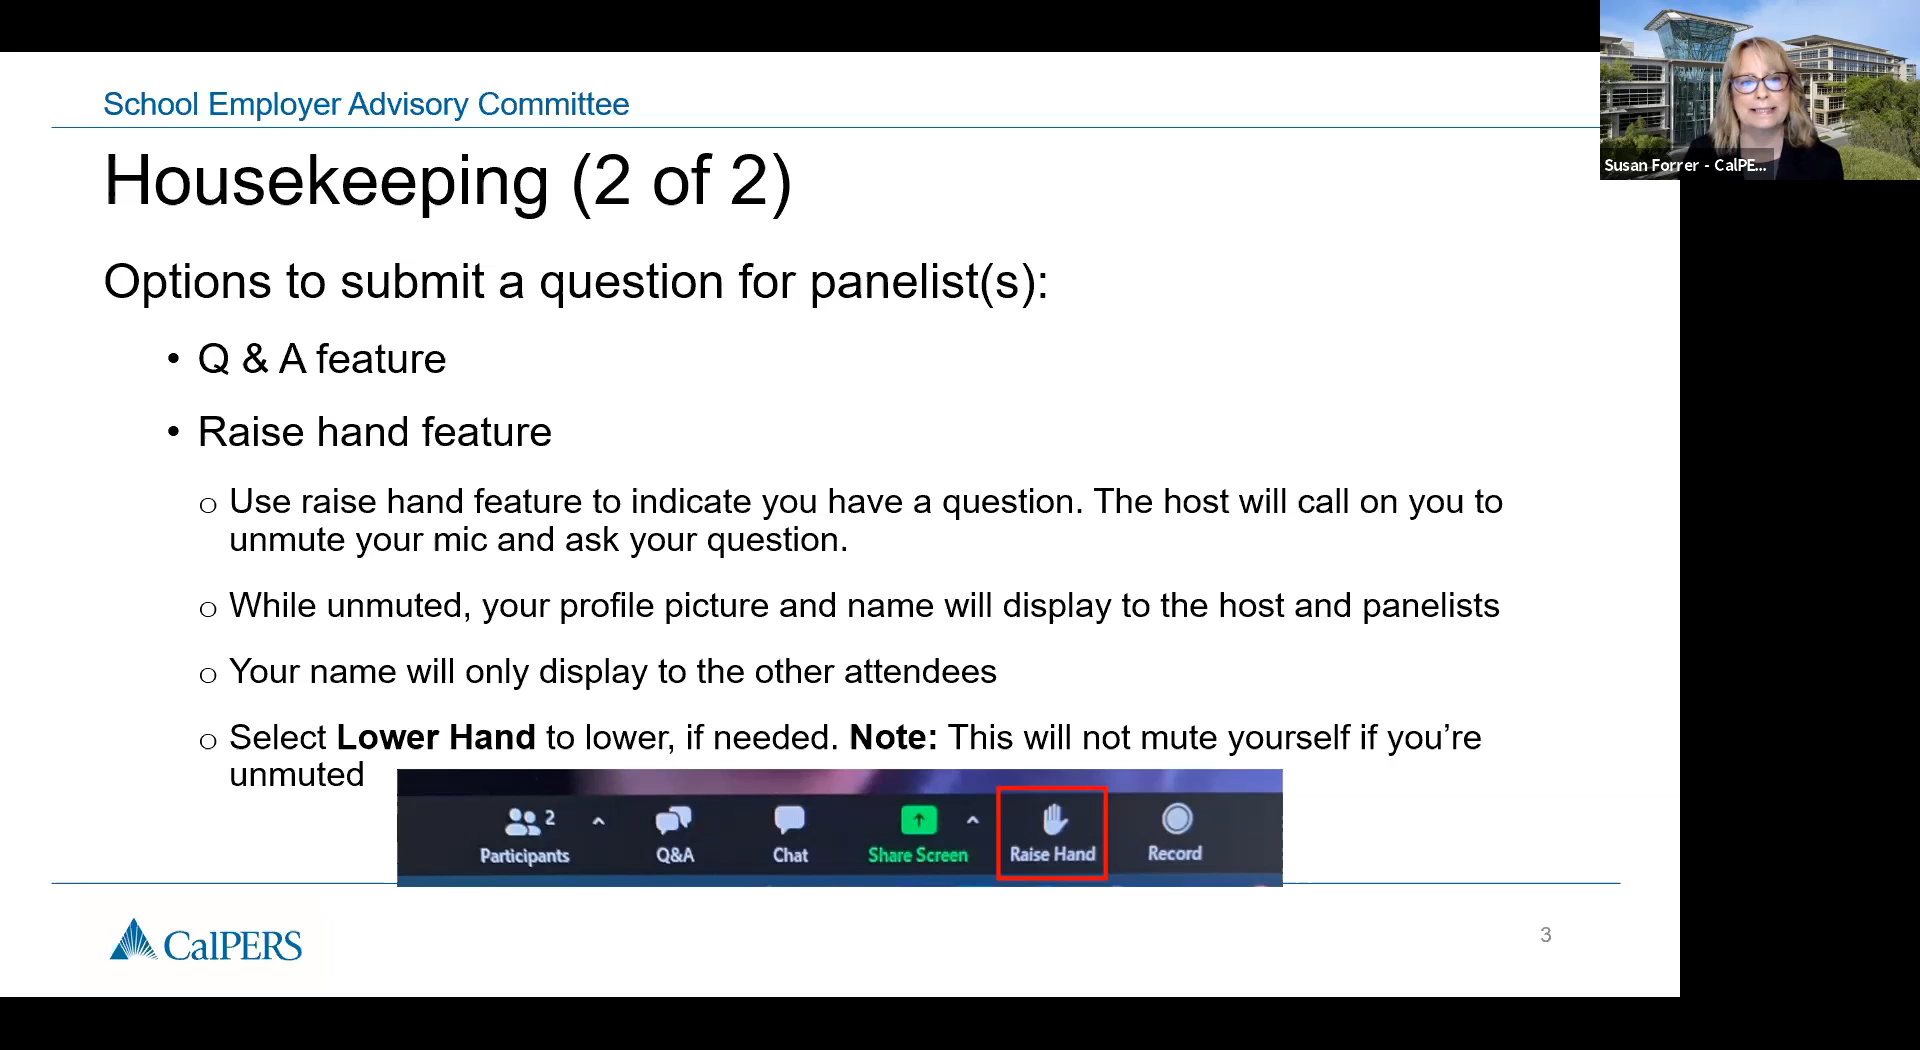 School Employer Advisory Committee
Housekeeping (2 of 2)
Options to submit a question for panelist(s):
• Q & A feature
• Raise hand feature
o Use raise hand feature to indicate you have a question. The host will call on you to
unmute your mic and ask your question.
o While unmuted, your profile picture and name will display to the host and panelists
o Your name will only display to the other attendees
o Select Lower Hand to lower, if needed. Note: This will not mute yourself if you’re
unmuted
2
Participants Q&A Chat Share Screen Raise Hand Record
CalPERS
3
Susan Forrer - CalPE...